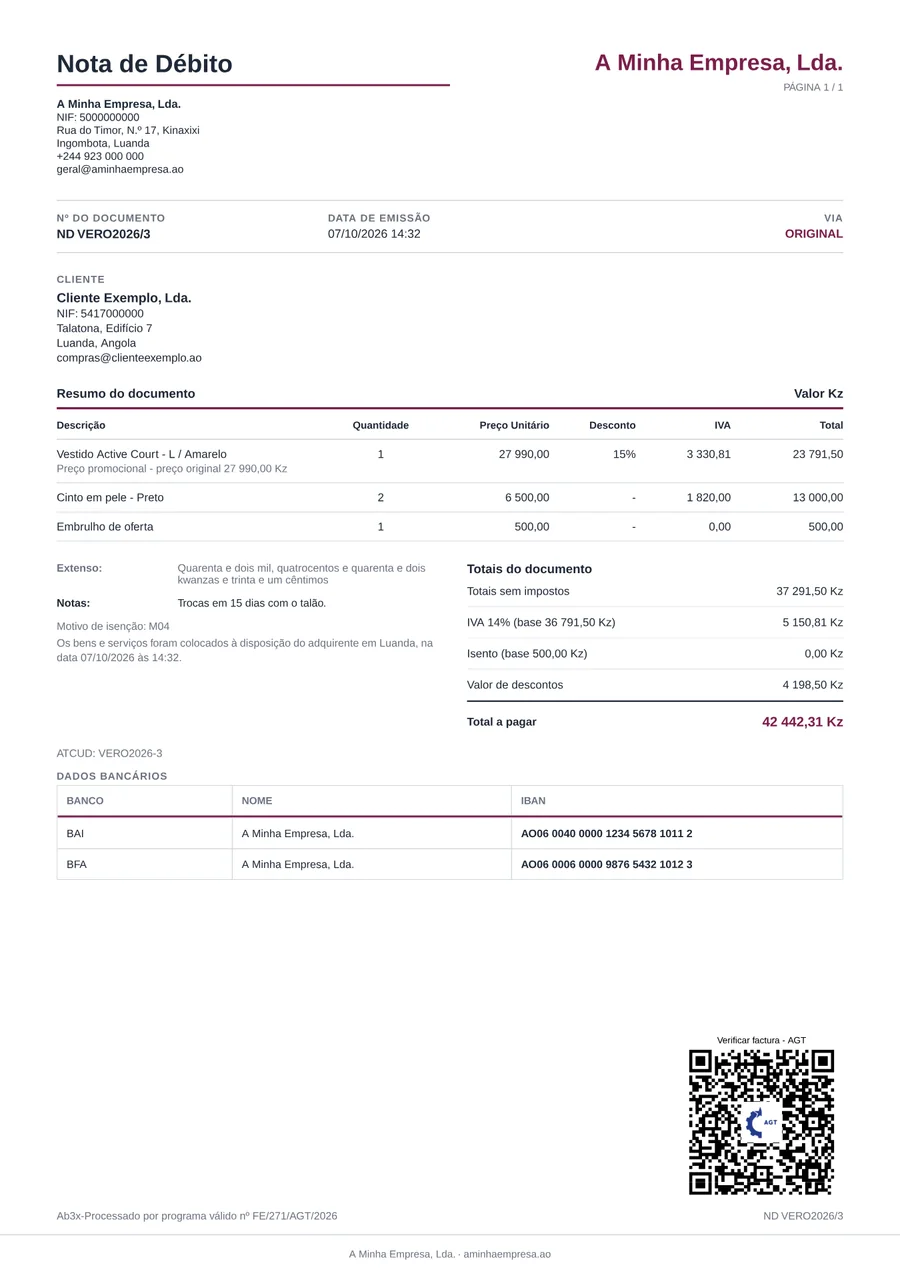 Nota de Débito
A Minha Empresa, Lda.
PÁGINA 1 / 1
A Minha Empresa, Lda.
NIF: 5000000000
Rua do Timor, N.º 17, Kinaxixi
Ingombota, Luanda
+244 923 000 000
geral@aminhaempresa.ao
Nº DO DOCUMENTO DATA DE EMISSÃO VIA
ND VERO2026/3 07/10/2026 14:32 ORIGINAL
CLIENTE
Cliente Exemplo, Lda.
NIF: 5417000000
Talatona, Edifício 7
Luanda, Angola
compras@clienteexemplo.ao
Resumo do documento Valor Kz
Descrição Quantidade Preço Unitário Desconto IVA Total
Vestido Active Court - L / Amarelo 1 27 990,00 15% 3 330,81 23 791,50
Preço promocional - preço original 27 990,00 Kz
Cinto em pele - Preto 2 6 500,00 - 1 820,00 13 000,00
Embrulho de oferta 1 500,00 - 0,00 500,00
Extenso: Quarenta e dois mil, quatrocentos e quarenta e dois
kwanzas e trinta e um cêntimos
Notas: Trocas em 15 dias com o talão.
Motivo de isenção: M04
Os bens e serviços foram colocados à disposição do adquirente em Luanda, na
data 07/10/2026 às 14:32.
Totais do documento
Totais sem impostos 37 291,50 Kz
IVA 14% (base 36 791,50 Kz) 5 150,81 Kz
Isento (base 500,00 Kz) 0,00 Kz
Valor de descontos 4 198,50 Kz
Total a pagar 42 442,31 Kz
ATCUD: VERO2026-3
DADOS BANCÁRIOS
BANCO NOME IBAN
BAI A Minha Empresa, Lda. AO06 0040 0000 1234 5678 1011 2
BFA A Minha Empresa, Lda. AO06 0006 0000 9876 5432 1012 3
Verificar factura - AGT
AGT
Ab3x-Processado por programa válido nº FE/271/AGT/2026 ND VERO2026/3
A Minha Empresa, Lda. · aminhaempresa.ao